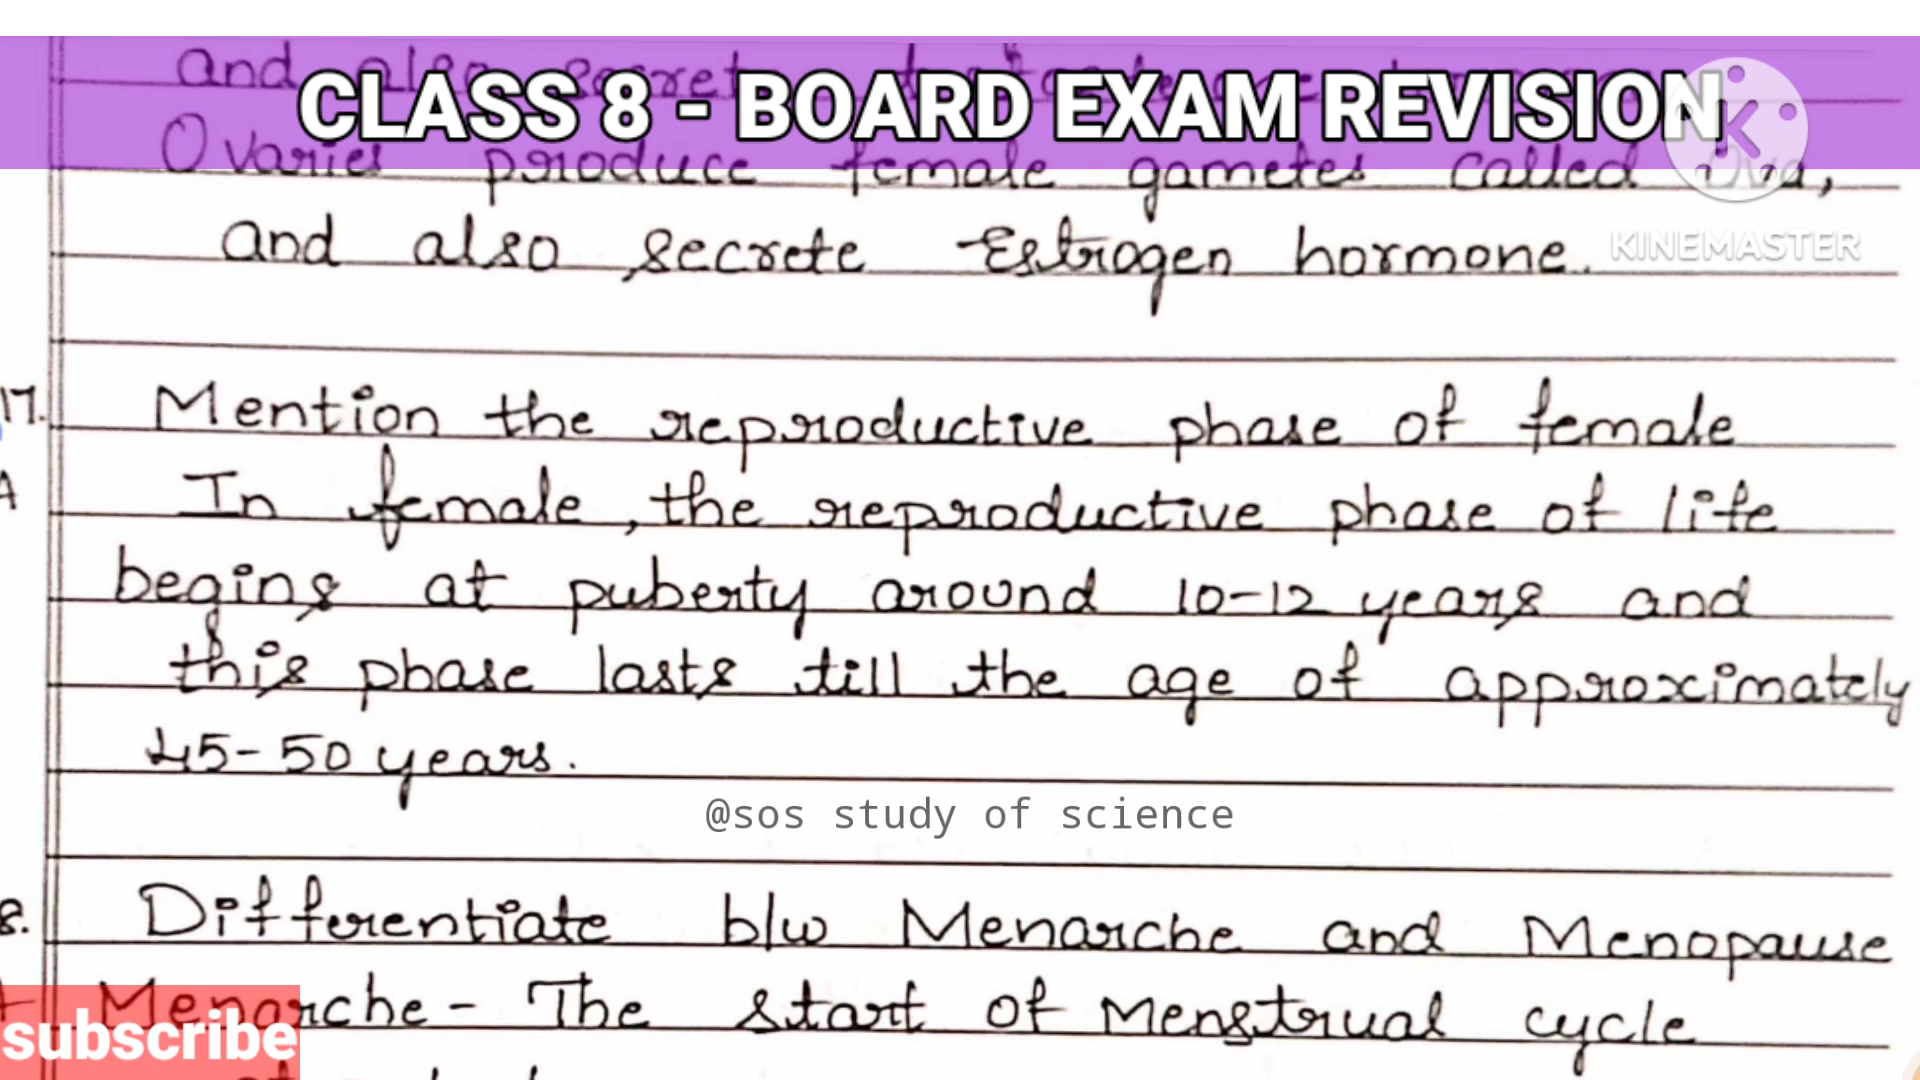 and also secrete
CLASS 8 - BOARD EXAM REVISION
Ovaries produce female gametes called Ova,
KINEMASTER
and also secrete Estrogen hormone.
17. Mention the reproductive phase of female
A In female, the reproductive phase of life
begins at puberty around 10-12 years and
this phase lasts till the age of approximately
45-50 years.
@sos study of science
8. Differentiate b/w Menarche and Menopause
Menarche - The start of Menstrual cycle
subscribe